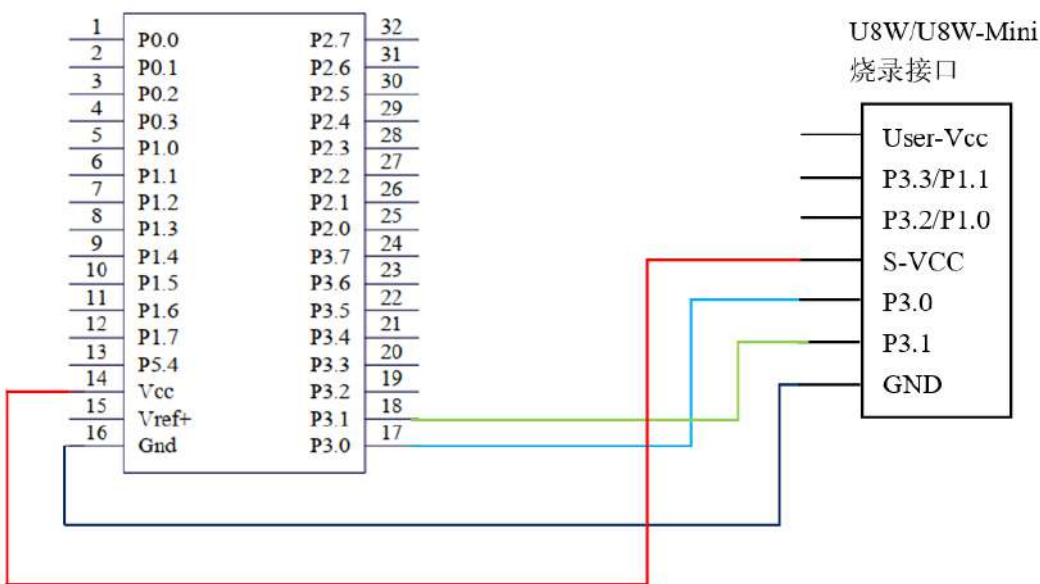 U8W/U8W-Mini
烧录接口
1 P0.0 P2.7 32
2 P0.1 P2.6 31
3 P0.2 P2.5 30
4 P0.3 P2.4 29
5 P1.0 P2.3 28
6 P1.1 P2.2 27
7 P1.2 P2.1 26
8 P1.3 P2.0 25
9 P1.4 P3.7 24
10 P1.5 P3.6 23
11 P1.6 P3.5 22
12 P1.7 P3.4 21
13 P5.4 P3.3 20
14 Vcc P3.2 19
15 Vref+ P3.1 18
16 Gnd P3.0 17
User-Vcc
P3.3/P1.1
P3.2/P1.0
S-VCC
P3.0
P3.1
GND